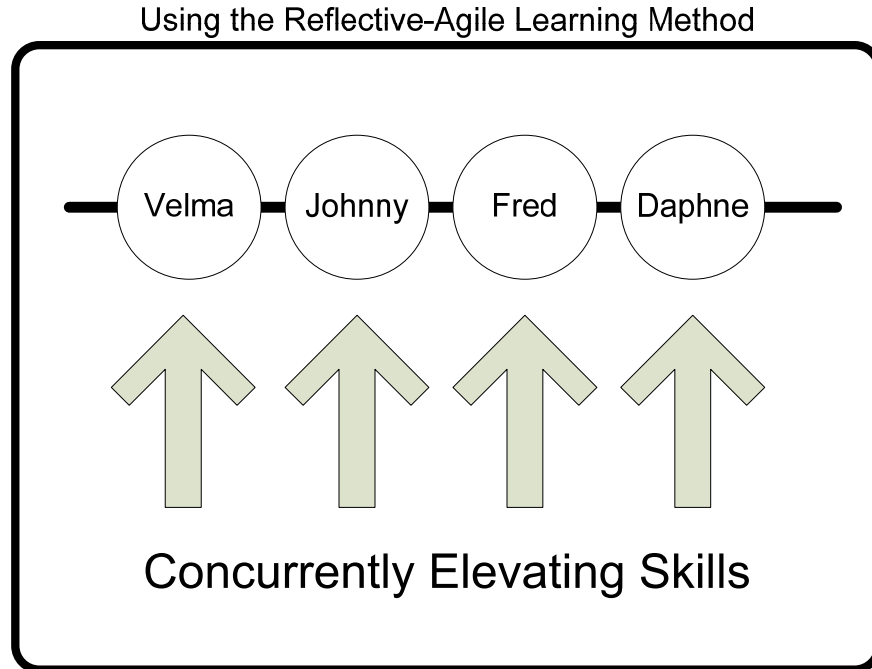 Using the Reflective-Agile Learning Method
Velma Johnny Fred Daphne
Concurrently Elevating Skills